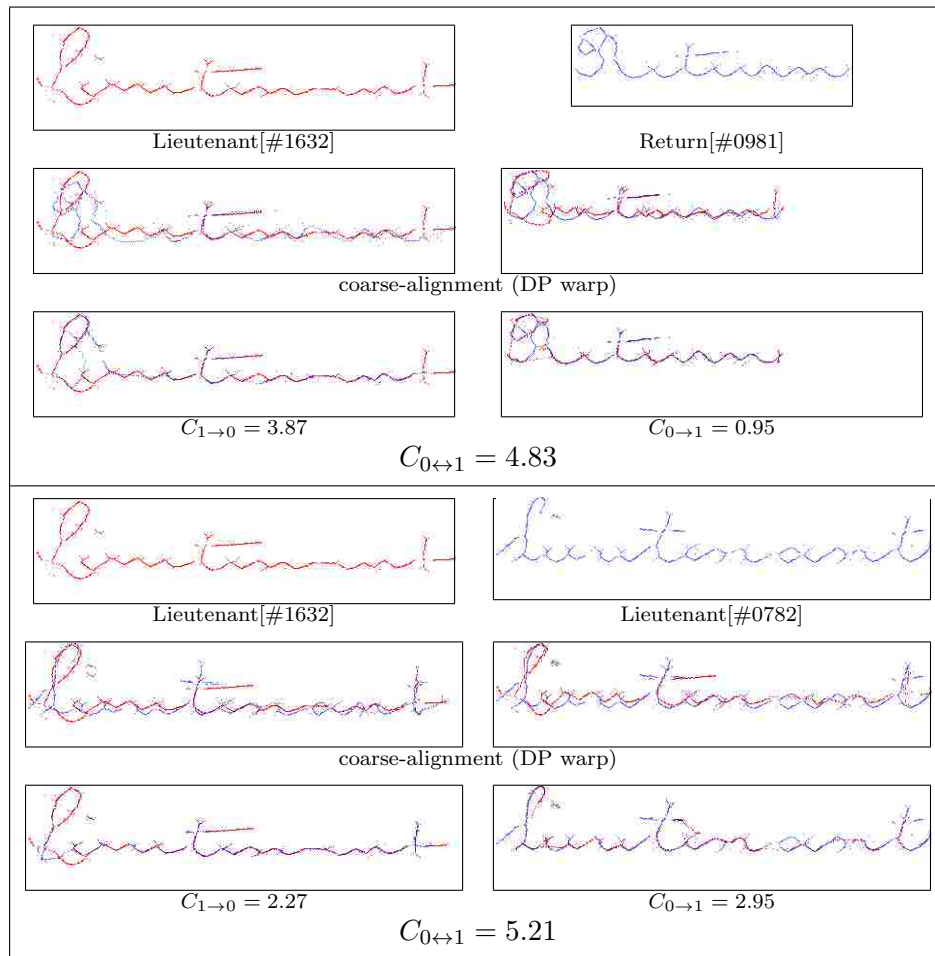 Lieutenant[#1632] Return[#0981]
coarse-alignment (DP warp)
C₁→₀ = 3.87 C₀→₁ = 0.95
C₀↔₁ = 4.83
Lieutenant[#1632] Lieutenant[#0782]
coarse-alignment (DP warp)
C₁→₀ = 2.27 C₀→₁ = 2.95
C₀↔₁ = 5.21